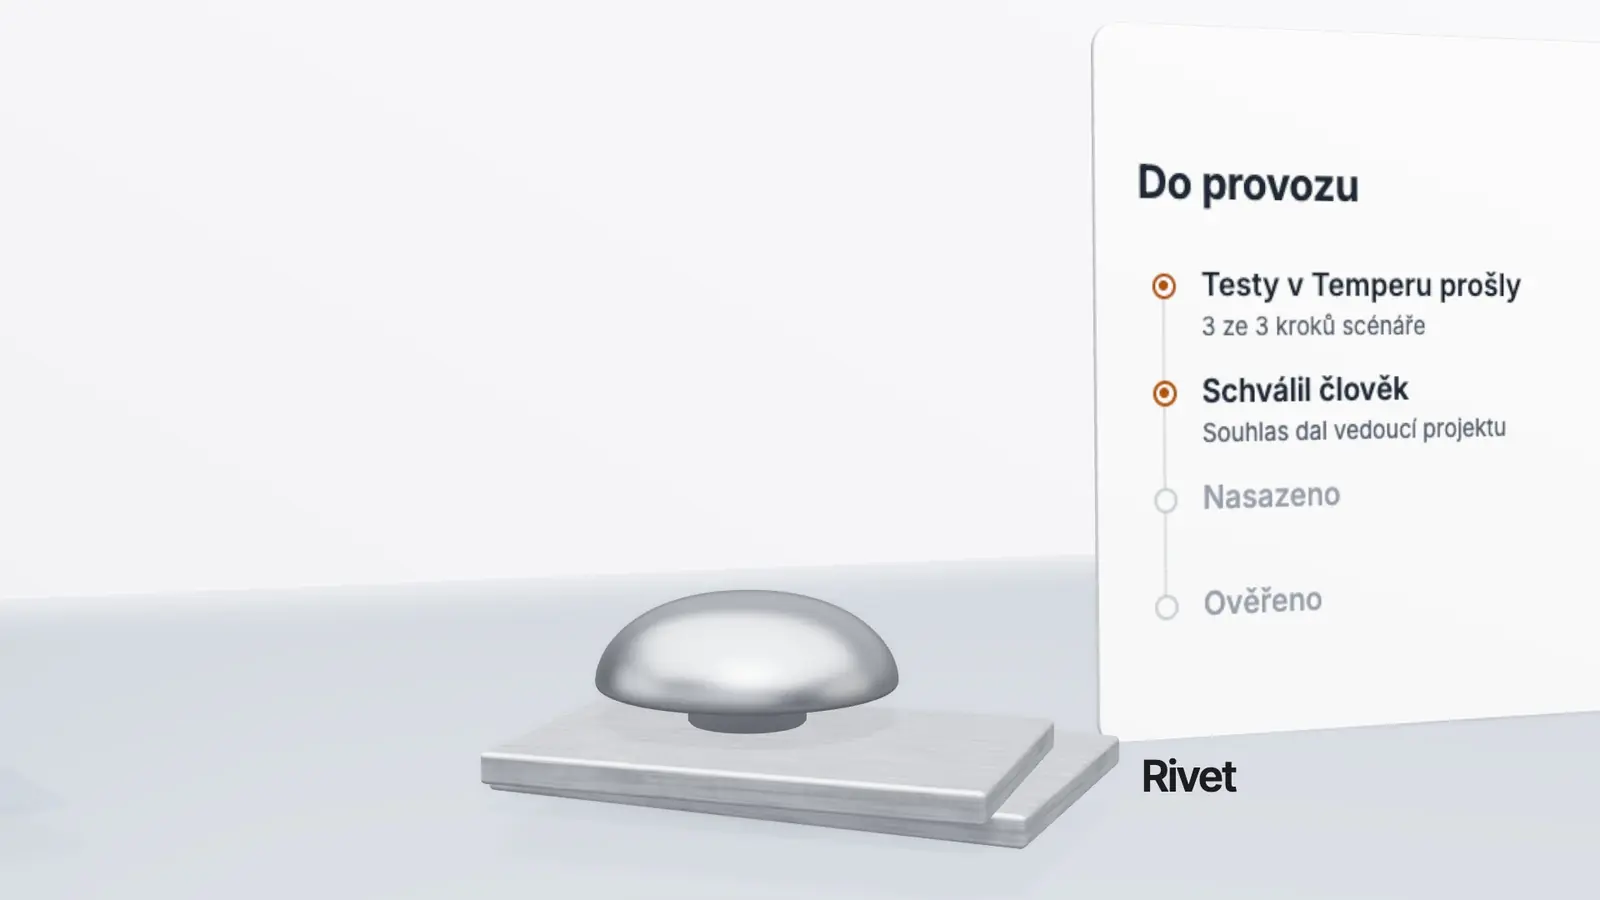 Do provozu
Testy v Temperu prošly
3 ze 3 kroků scénáře
Schválil člověk
Souhlas dal vedoucí projektu
Nasazeno
Ověřeno
Rivet